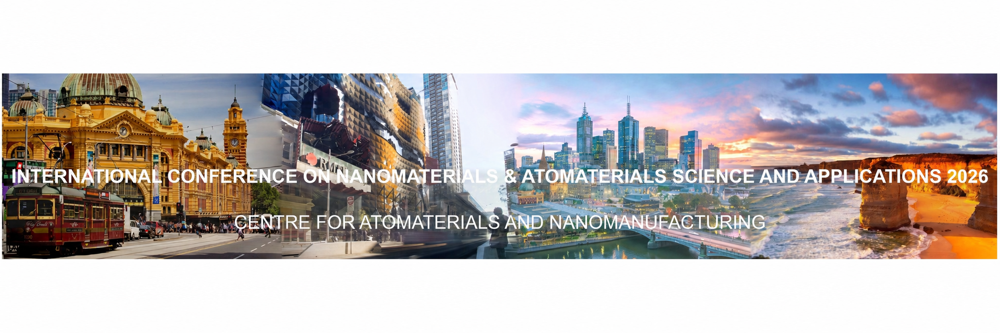 INTERNATIONAL CONFERENCE ON NANOMATERIALS & ATOMATERIALS SCIENCE AND APPLICATIONS 2026
CENTRE FOR ATOMATERIALS AND NANOMANUFACTURING